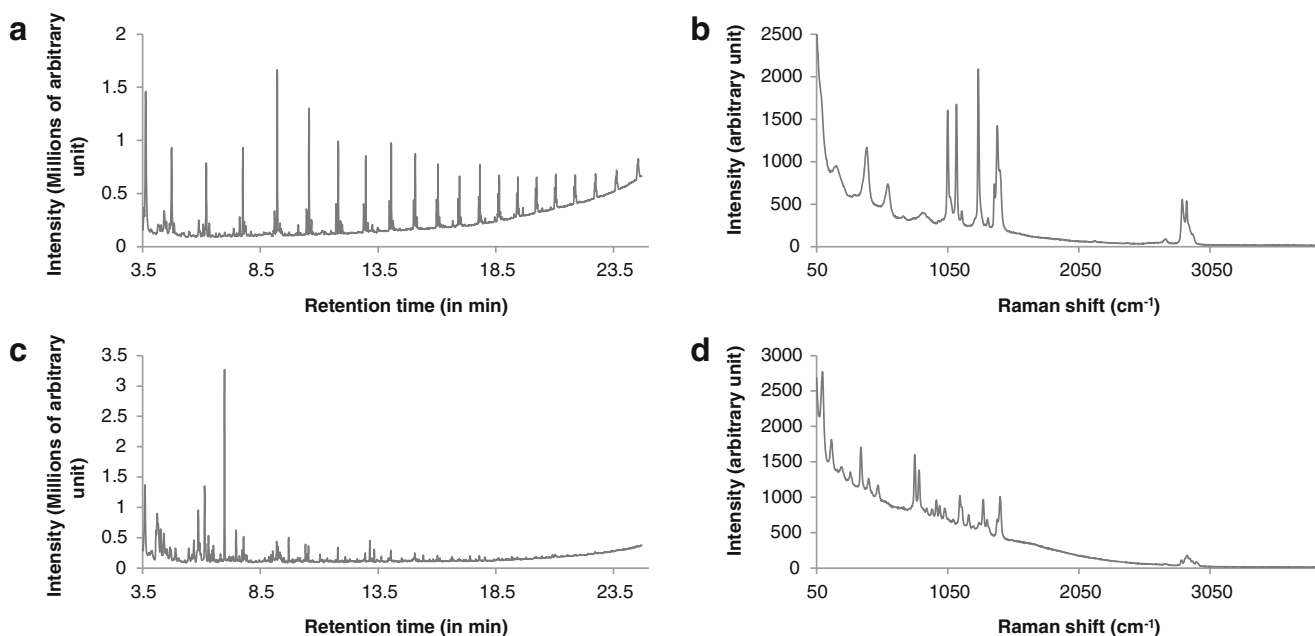 a
Intensity (Millions of arbitrary
unit)
2
1.5
1
0.5
0
3.5 8.5 13.5 18.5 23.5
Retention time (in min)
b
Intensity (arbitrary unit)
2500
2000
1500
1000
500
0
50 1050 2050 3050
Raman shift (cm⁻¹)
c
Intensity (Millions of arbitrary
unit)
3.5
3
2.5
2
1.5
1
0.5
0
3.5 8.5 13.5 18.5 23.5
Retention time (in min)
d
Intensity (arbitrary unit)
3000
2500
2000
1500
1000
500
0
50 1050 2050 3050
Raman shift (cm⁻¹)